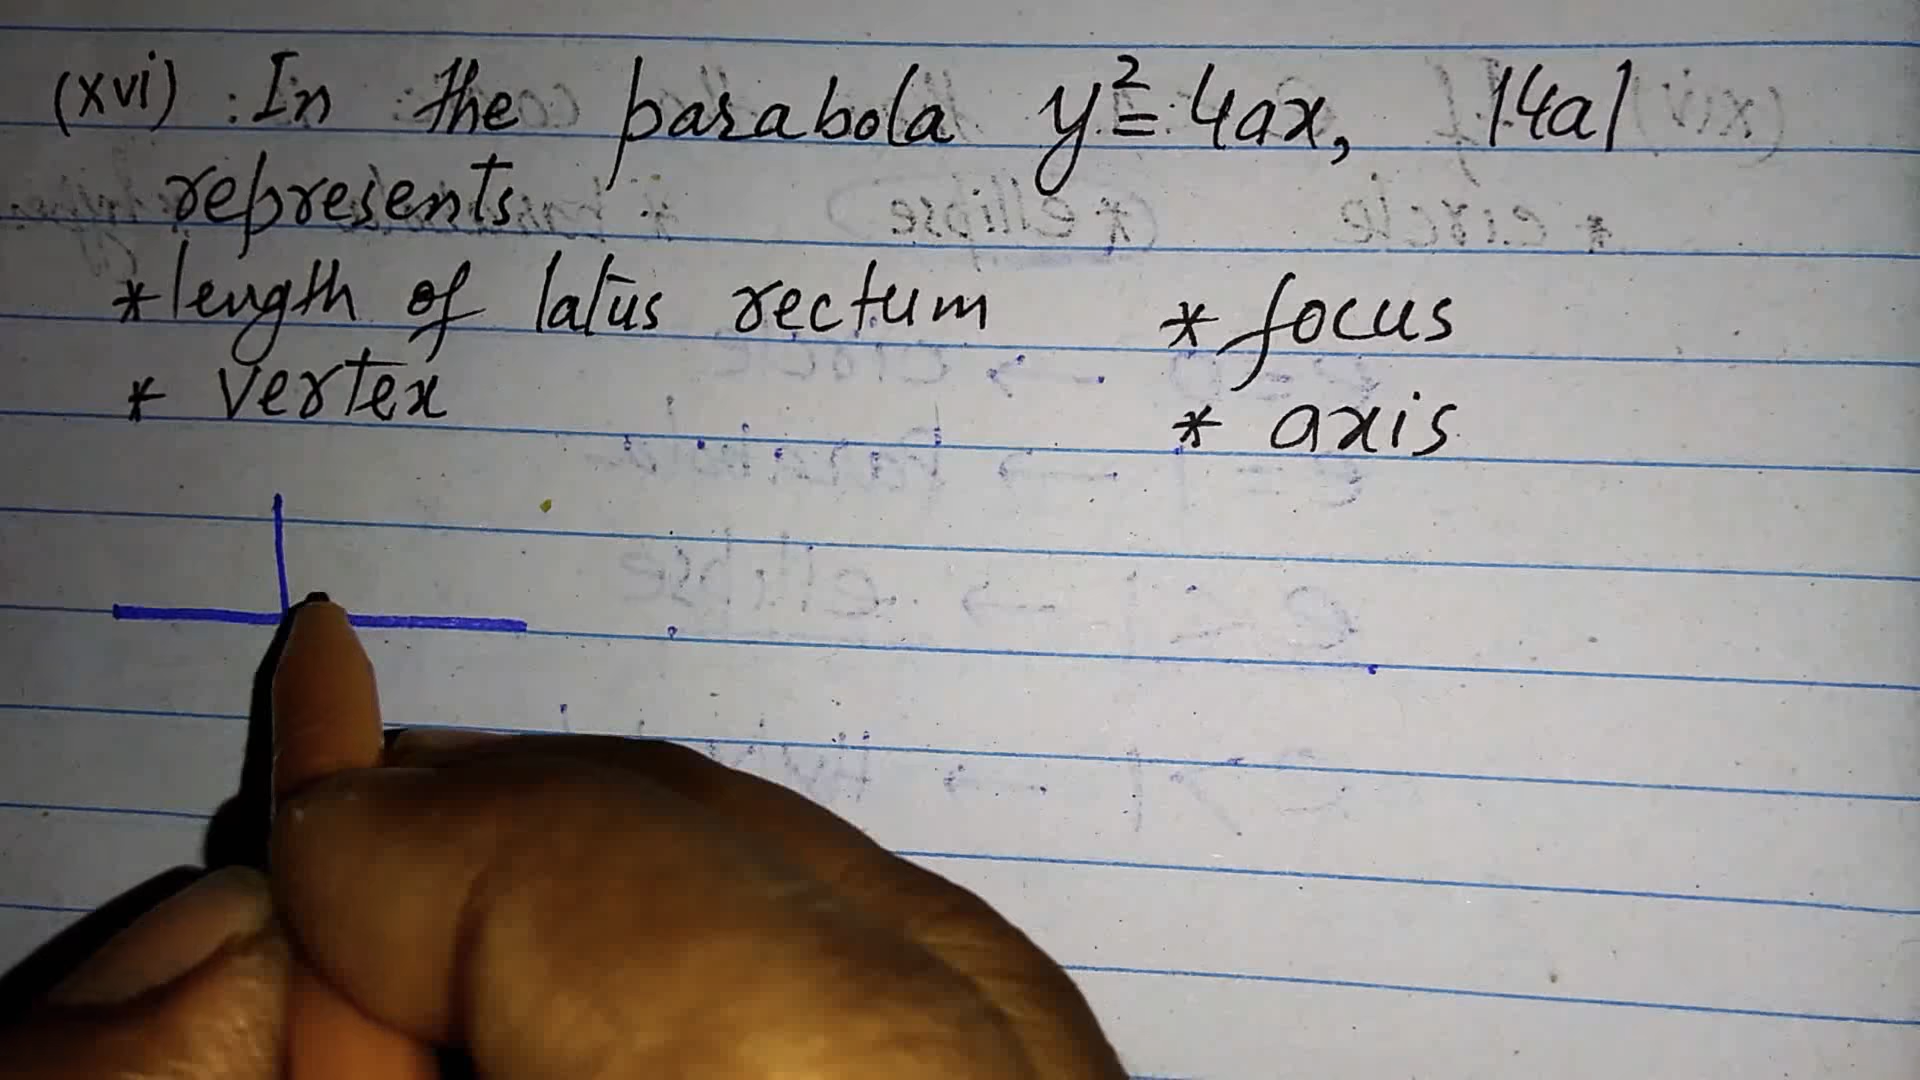 (xvi) : In the parabola y² = 4ax, |4a|
represents
* length of latus rectum * focus
* vertex * axis